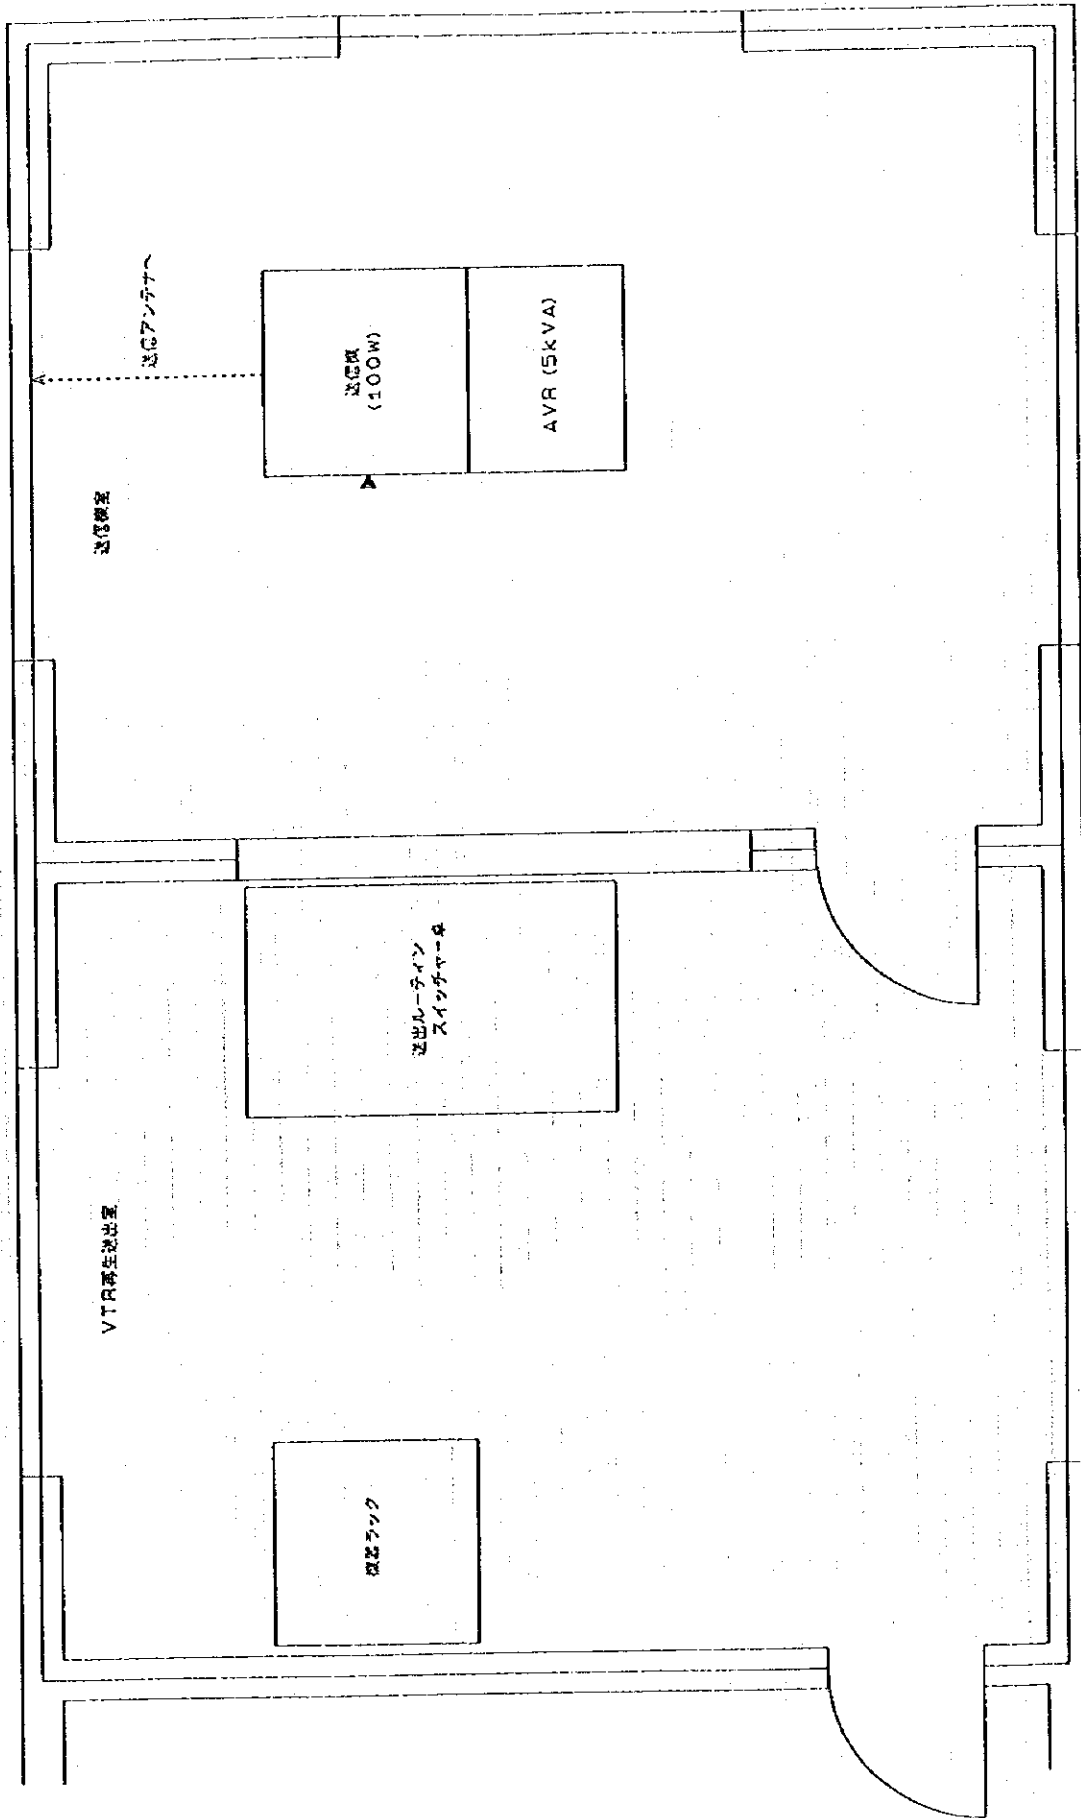 VTR再生送出室
機器ラック
送出ルーティン
スイッチャー卓
送信機室
送信アンテナへ
送信機
(100W)
AVR (5kVA)